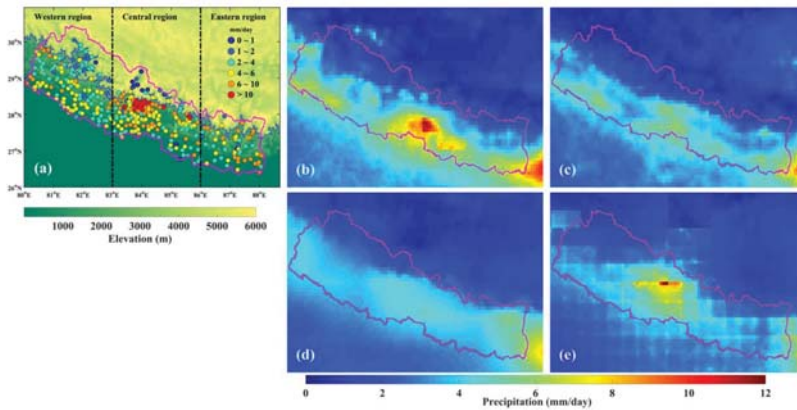 Western region Central region Eastern region
mm/day
0 ~ 1
1 ~ 2
2 ~ 4
4 ~ 6
6 ~ 10
> 10
30°N
29°N
28°N
27°N
26°N
80°E 81°E 82°E 83°E 84°E 85°E 86°E 87°E 88°E
(a)
1000 2000 3000 4000 5000 6000
Elevation (m)
(b)
(c)
(d)
(e)
0 2 4 6 8 10 12
Precipitation (mm/day)